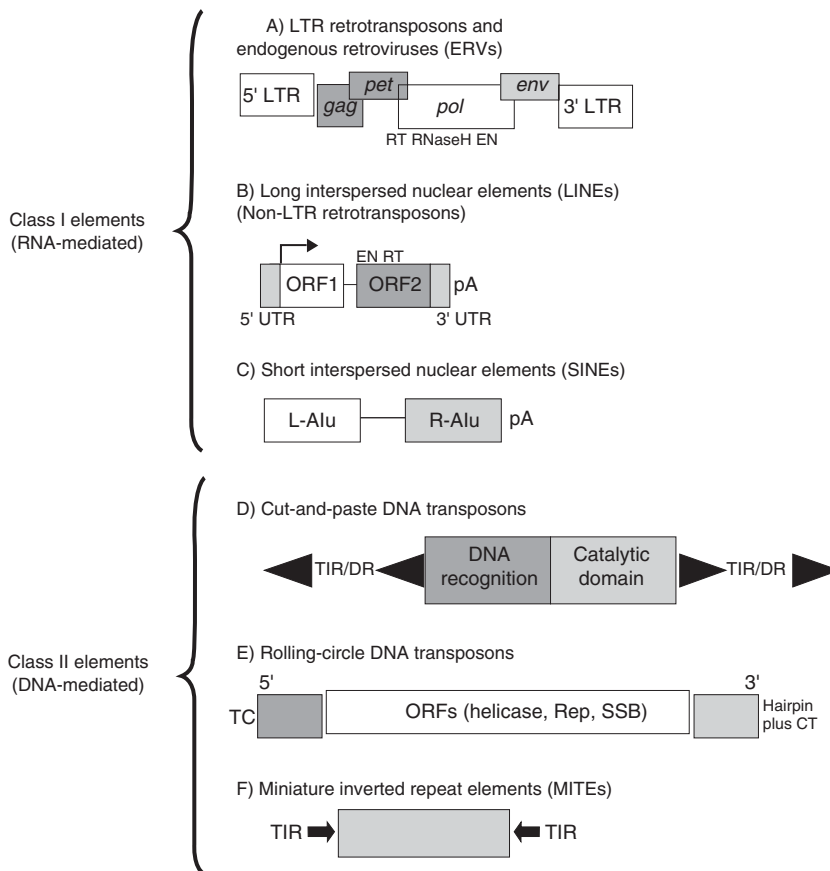 A) LTR retrotransposons and
endogenous retroviruses (ERVs)
5' LTR
gag
pet
pol
env
3' LTR
RT RNaseH EN
Class I elements
(RNA-mediated)
B) Long interspersed nuclear elements (LINEs)
(Non-LTR retrotransposons)
EN RT
ORF1
ORF2
pA
5' UTR
3' UTR
C) Short interspersed nuclear elements (SINEs)
L-Alu
R-Alu
pA
Class II elements
(DNA-mediated)
D) Cut-and-paste DNA transposons
TIR/DR
DNA
recognition
Catalytic
domain
TIR/DR
E) Rolling-circle DNA transposons
5'
3'
TC
ORFs (helicase, Rep, SSB)
Hairpin
plus CT
F) Miniature inverted repeat elements (MITEs)
TIR
TIR